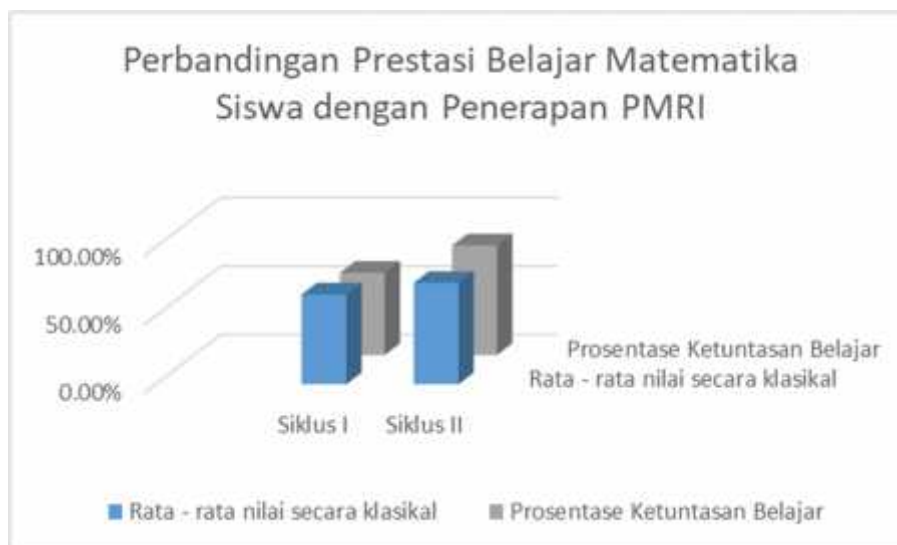 Perbandingan Prestasi Belajar Matematika
Siswa dengan Penerapan PMRI
100.00%
50.00%
0.00%
Prosentase Ketuntasan Belajar
Rata - rata nilai secara klasikal
Siklus I
Siklus II
Rata - rata nilai secara klasikal
Prosentase Ketuntasan Belajar